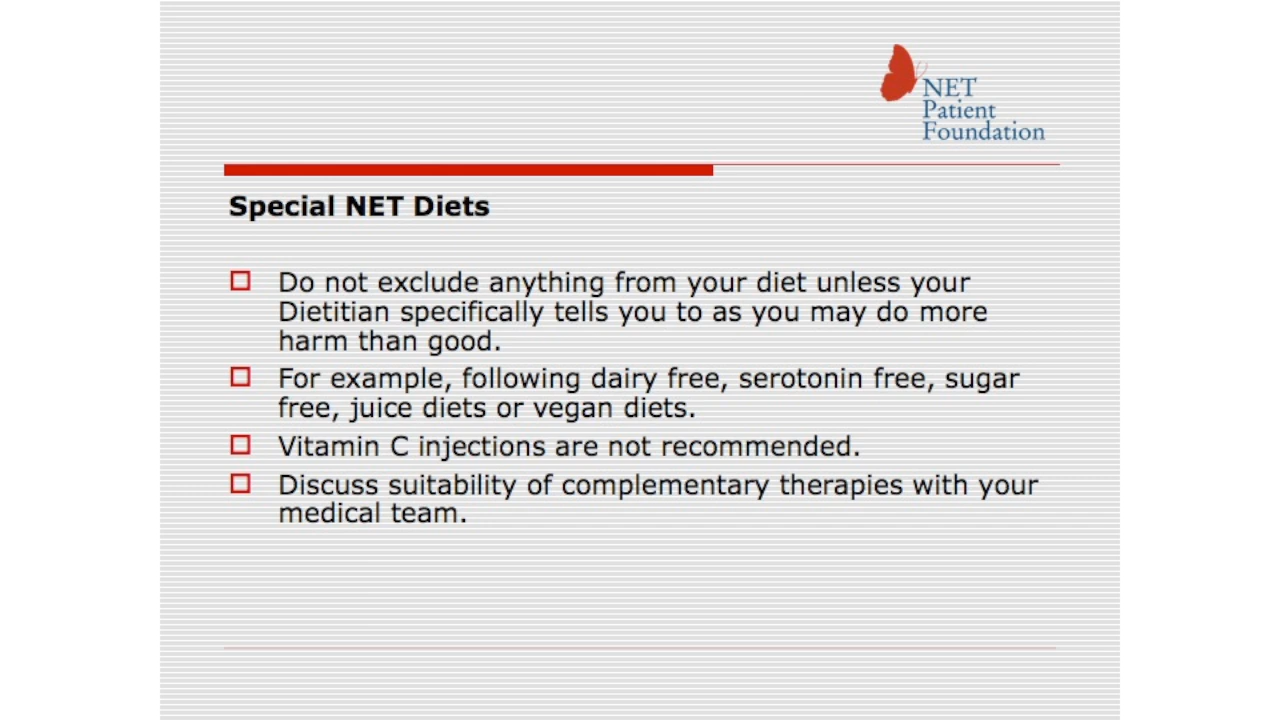 NET
Patient
Foundation
Special NET Diets
Do not exclude anything from your diet unless your
Dietitian specifically tells you to as you may do more
harm than good.
For example, following dairy free, serotonin free, sugar
free, juice diets or vegan diets.
Vitamin C injections are not recommended.
Discuss suitability of complementary therapies with your
medical team.